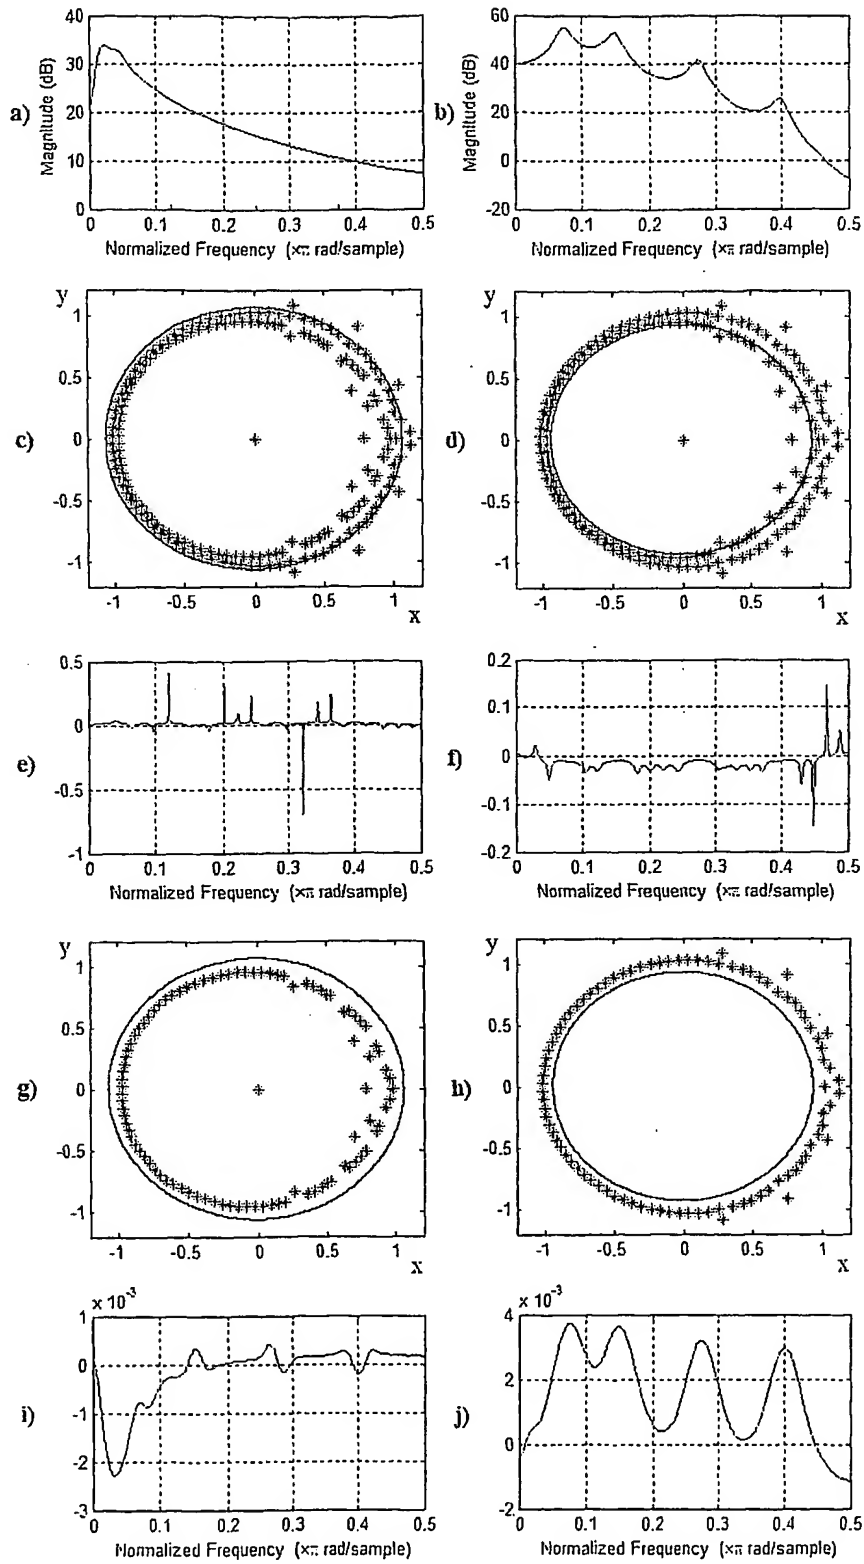 a)
Magnitude (dB)
40
30
20
10
0
0 0.1 0.2 0.3 0.4 0.5
Normalized Frequency (×π rad/sample)
b)
Magnitude (dB)
60
40
20
0
-20
0 0.1 0.2 0.3 0.4 0.5
Normalized Frequency (×π rad/sample)
c)
y
1
0.5
0
-0.5
-1
-1 -0.5 0 0.5 1
x
d)
y
1
0.5
0
-0.5
-1
-1 -0.5 0 0.5 1
x
e)
0.5
0
-0.5
-1
0 0.1 0.2 0.3 0.4 0.5
Normalized Frequency (×π rad/sample)
f)
0.2
0.1
0
-0.1
-0.2
0 0.1 0.2 0.3 0.4 0.5
Normalized Frequency (×π rad/sample)
g)
y
1
0.5
0
-0.5
-1
-1 -0.5 0 0.5 1
x
h)
y
1
0.5
0
-0.5
-1
-1 -0.5 0 0.5 1
x
i)
× 10⁻³
1
0
-1
-2
-3
0 0.1 0.2 0.3 0.4 0.5
Normalized Frequency (×π rad/sample)
j)
× 10⁻³
4
2
0
-2
0 0.1 0.2 0.3 0.4 0.5
Normalized Frequency (×π rad/sample)